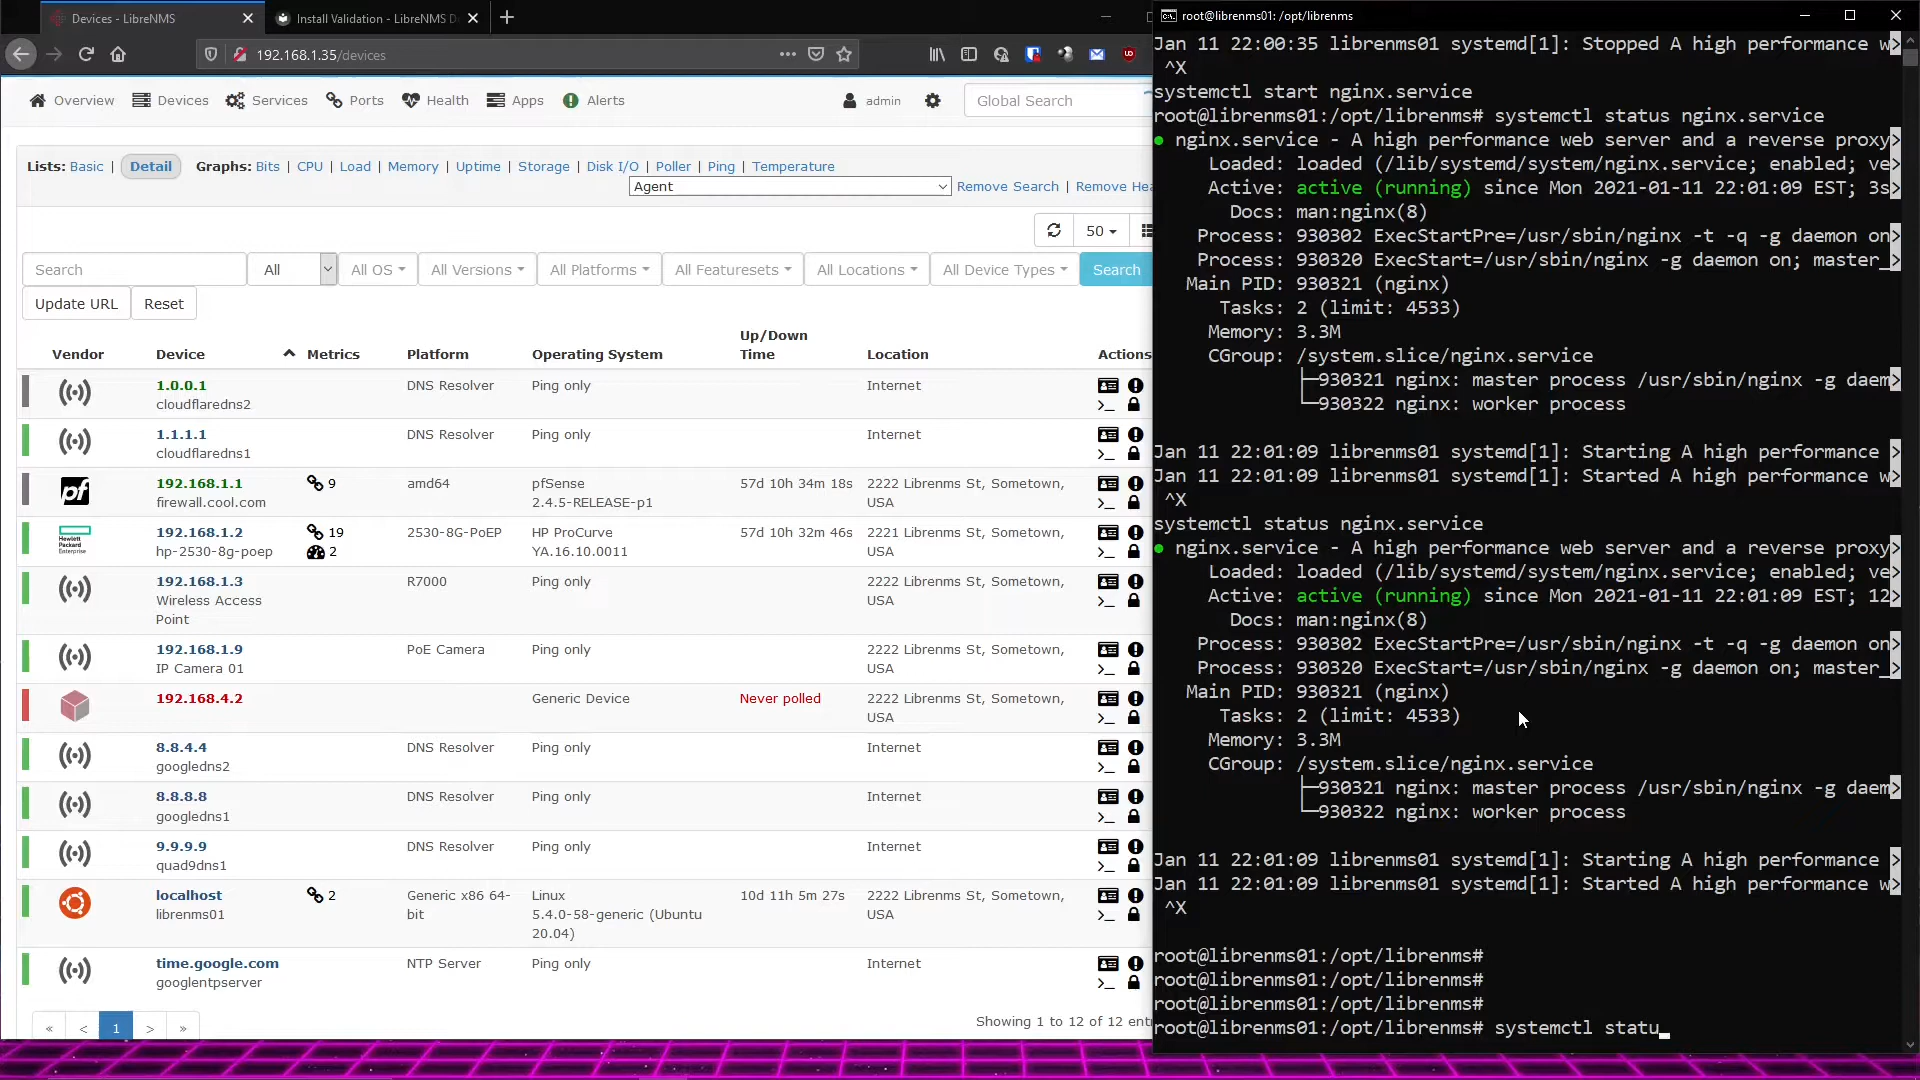 Devices - LibreNMS
Install Validation - LibreNMS D
192.168.1.35/devices
Overview Devices Services Ports Health Apps Alerts admin Global Search
Lists: Basic | Detail Graphs: Bits | CPU | Load | Memory | Uptime | Storage | Disk I/O | Poller | Ping | Temperature
Agent Remove Search | Remove Hea
50
Search All All OS All Versions All Platforms All Featuresets All Locations All Device Types Search
Update URL Reset
Vendor Device Metrics Platform Operating System Up/Down Time Location Actions
1.0.0.1 DNS Resolver Ping only Internet
cloudflaredns2
1.1.1.1 DNS Resolver Ping only Internet
cloudflaredns1
pf 192.168.1.1 9 amd64 pfSense 57d 10h 34m 18s 2222 Librenms St, Sometown,
firewall.cool.com 2.4.5-RELEASE-p1 USA
Hewlett Packard Enterprise
192.168.1.2 19 2530-8G-PoEP HP ProCurve 57d 10h 32m 46s 2221 Librenms St, Sometown,
hp-2530-8g-poep 2 YA.16.10.0011 USA
192.168.1.3 R7000 Ping only 2222 Librenms St, Sometown,
Wireless Access USA
Point
192.168.1.9 PoE Camera Ping only 2222 Librenms St, Sometown,
IP Camera 01 USA
192.168.4.2 Generic Device Never polled 2222 Librenms St, Sometown,
USA
8.8.4.4 DNS Resolver Ping only Internet
googledns2
8.8.8.8 DNS Resolver Ping only Internet
googledns1
9.9.9.9 DNS Resolver Ping only Internet
quad9dns1
localhost 2 Generic x86 64- Linux 10d 11h 5m 27s 2222 Librenms St, Sometown,
librenms01 bit 5.4.0-58-generic (Ubuntu USA
20.04)
time.google.com NTP Server Ping only Internet
googlentpserver
« < 1 > » Showing 1 to 12 of 12 ent
root@librenms01: /opt/librenms
Jan 11 22:00:35 librenms01 systemd[1]: Stopped A high performance w>
^X
systemctl start nginx.service
root@librenms01:/opt/librenms# systemctl status nginx.service
● nginx.service - A high performance web server and a reverse proxy>
Loaded: loaded (/lib/systemd/system/nginx.service; enabled; ve>
Active: active (running) since Mon 2021-01-11 22:01:09 EST; 3s>
Docs: man:nginx(8)
Process: 930302 ExecStartPre=/usr/sbin/nginx -t -q -g daemon on>
Process: 930320 ExecStart=/usr/sbin/nginx -g daemon on; master_>
Main PID: 930321 (nginx)
Tasks: 2 (limit: 4533)
Memory: 3.3M
CGroup: /system.slice/nginx.service
├─930321 nginx: master process /usr/sbin/nginx -g daem>
└─930322 nginx: worker process
Jan 11 22:01:09 librenms01 systemd[1]: Starting A high performance >
Jan 11 22:01:09 librenms01 systemd[1]: Started A high performance w>
^X
systemctl status nginx.service
● nginx.service - A high performance web server and a reverse proxy>
Loaded: loaded (/lib/systemd/system/nginx.service; enabled; ve>
Active: active (running) since Mon 2021-01-11 22:01:09 EST; 12>
Docs: man:nginx(8)
Process: 930302 ExecStartPre=/usr/sbin/nginx -t -q -g daemon on>
Process: 930320 ExecStart=/usr/sbin/nginx -g daemon on; master_>
Main PID: 930321 (nginx)
Tasks: 2 (limit: 4533)
Memory: 3.3M
CGroup: /system.slice/nginx.service
├─930321 nginx: master process /usr/sbin/nginx -g daem>
└─930322 nginx: worker process
Jan 11 22:01:09 librenms01 systemd[1]: Starting A high performance >
Jan 11 22:01:09 librenms01 systemd[1]: Started A high performance w>
^X
root@librenms01:/opt/librenms#
root@librenms01:/opt/librenms#
root@librenms01:/opt/librenms#
root@librenms01:/opt/librenms# systemctl statu